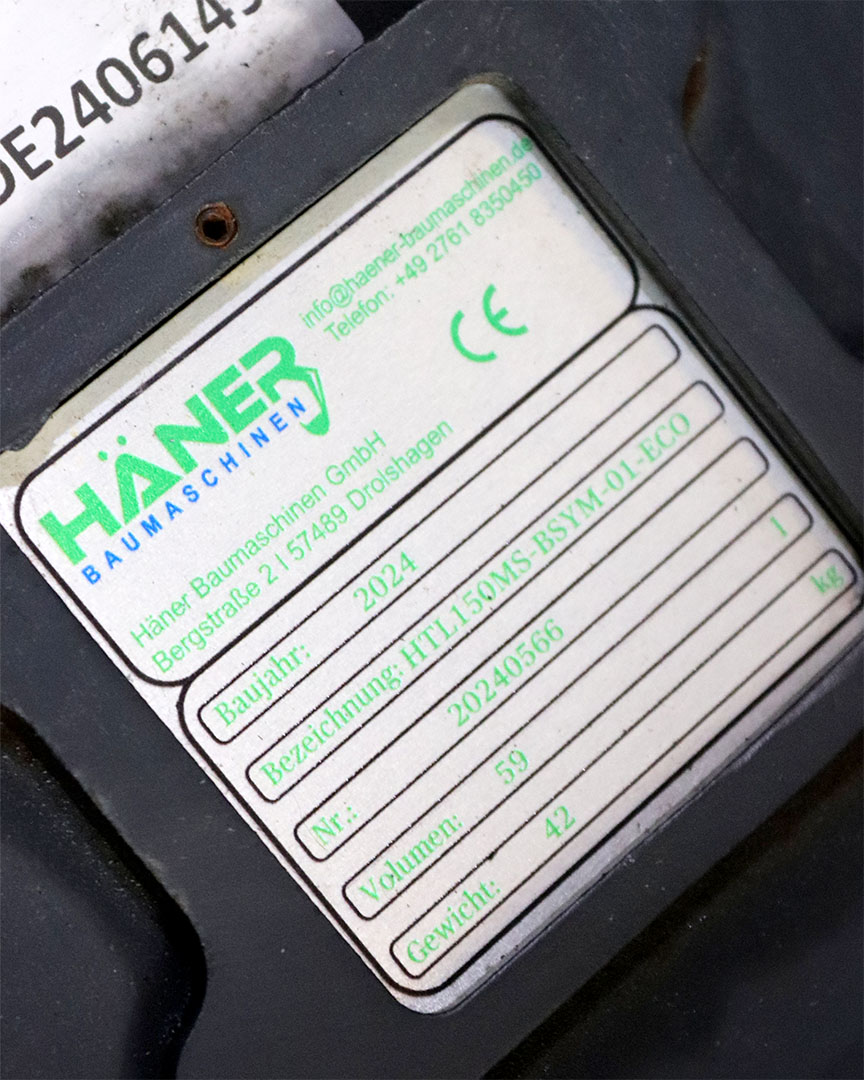 DE240614
HÄNER
BAUMASCHINEN
info@haener-baumaschinen.de
Telefon: +49 2761 8350450
CE
Häner Baumaschinen GmbH
Bergstraße 2 | 57489 Drolshagen
Baujahr: 2024
Bezeichnung: HTL150MS-BSYM-01-ECO
Nr.: 20240566
Volumen: 59 l
Gewicht: 42 kg